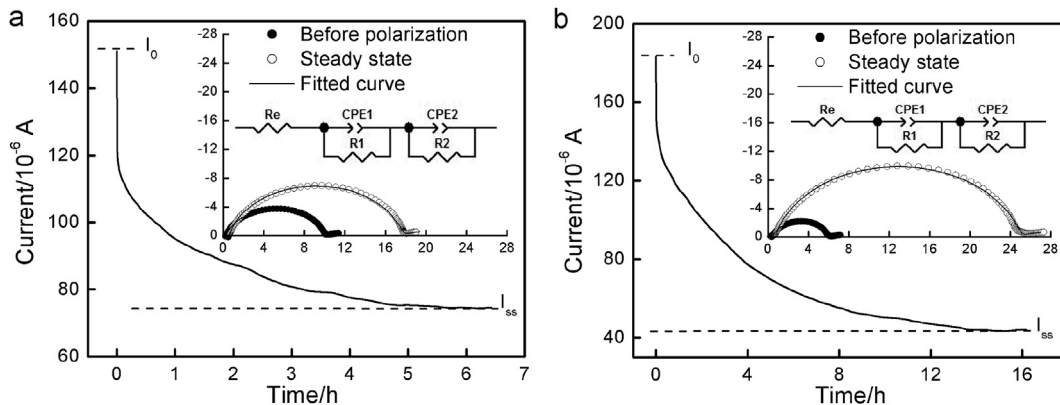 a
Current/10⁻⁶ A
160
140
120
100
80
60
0 1 2 3 4 5 6 7
Time/h
I₀
Iss
-28
-24
-20
-16
-12
-8
-4
0
0 4 8 12 16 20 24 28
● Before polarization
○ Steady state
— Fitted curve
Re CPE1 CPE2
R1 R2
b
Current/10⁻⁶ A
200
160
120
80
40
0 4 8 12 16
Time/h
I₀
Iss
-28
-24
-20
-16
-12
-8
-4
0
0 4 8 12 16 20 24 28
● Before polarization
○ Steady state
— Fitted curve
Re CPE1 CPE2
R1 R2